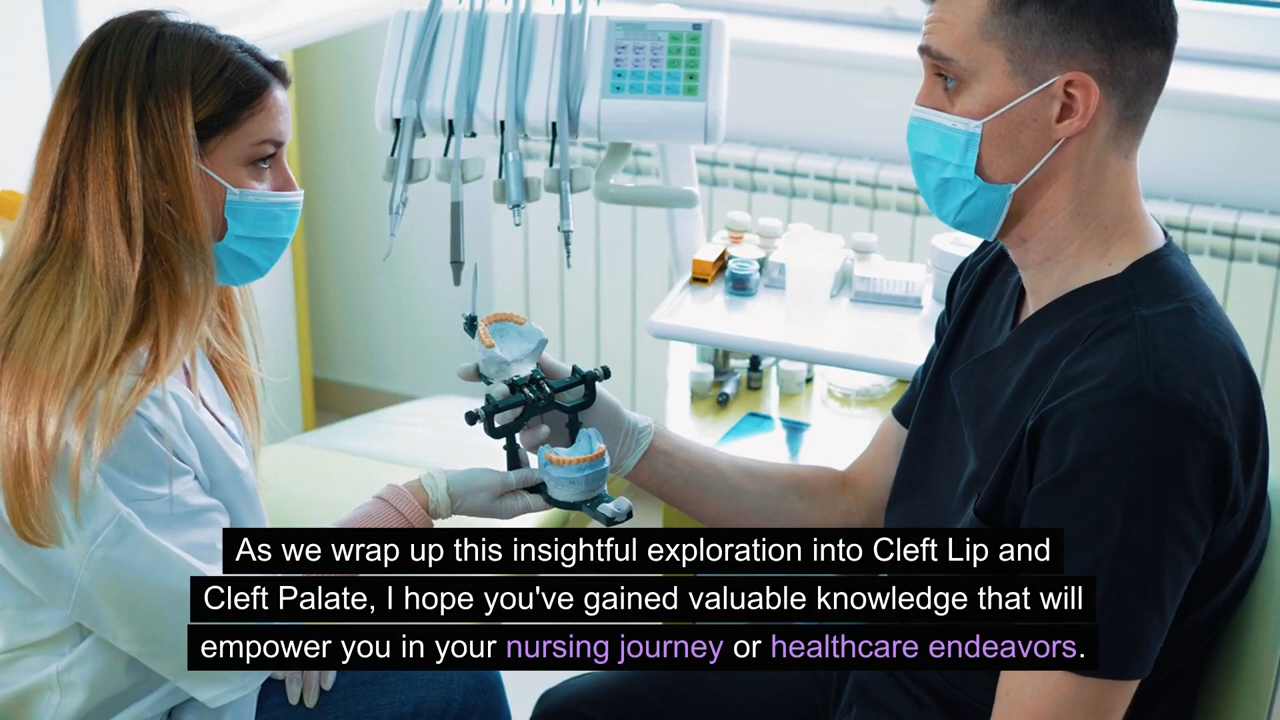 As we wrap up this insightful exploration into Cleft Lip and
Cleft Palate, I hope you've gained valuable knowledge that will
empower you in your nursing journey or healthcare endeavors.